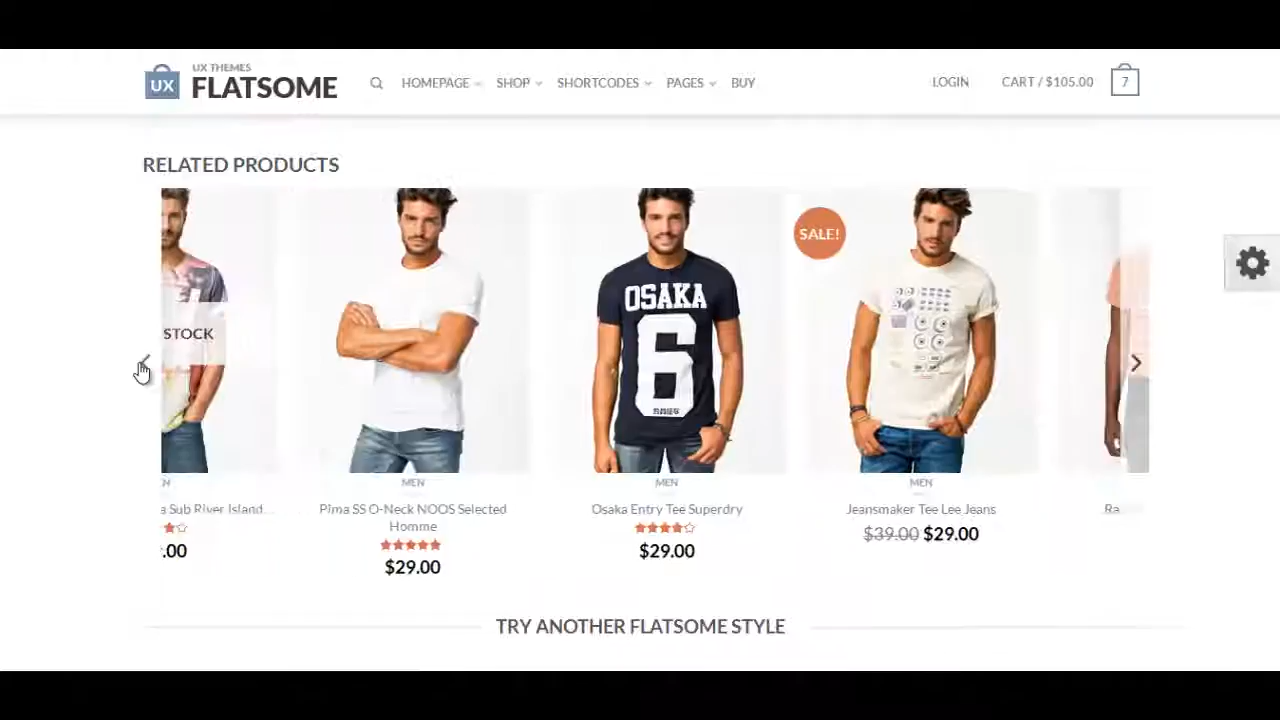 UX THEMES
UX FLATSOME
HOMEPAGE SHOP SHORTCODES PAGES BUY
LOGIN CART / $105.00 7
RELATED PRODUCTS
SALE!
STOCK
OSAKA
6
MEN MEN MEN
a Sub River Island... Pima SS O-Neck NOOS Selected Osaka Entry Tee Superdry Jeansmaker Tee Lee Jeans Ra
Homme
$39.00 $29.00
.00 $29.00
$29.00
TRY ANOTHER FLATSOME STYLE